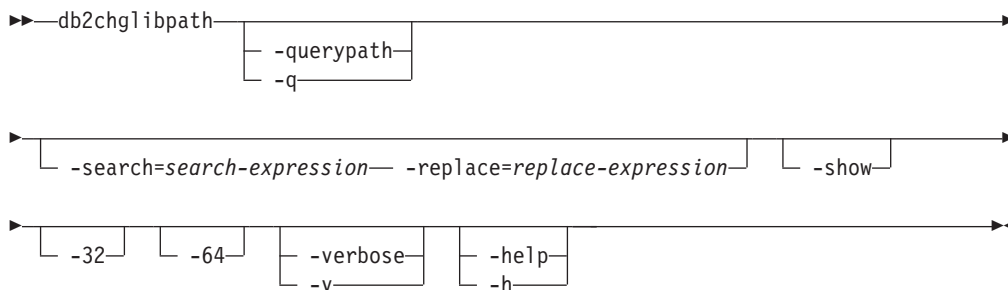 db2chglibpath
-querypath
-q
-search=search-expression -replace=replace-expression -show
-32 -64 -verbose -help
-v -h